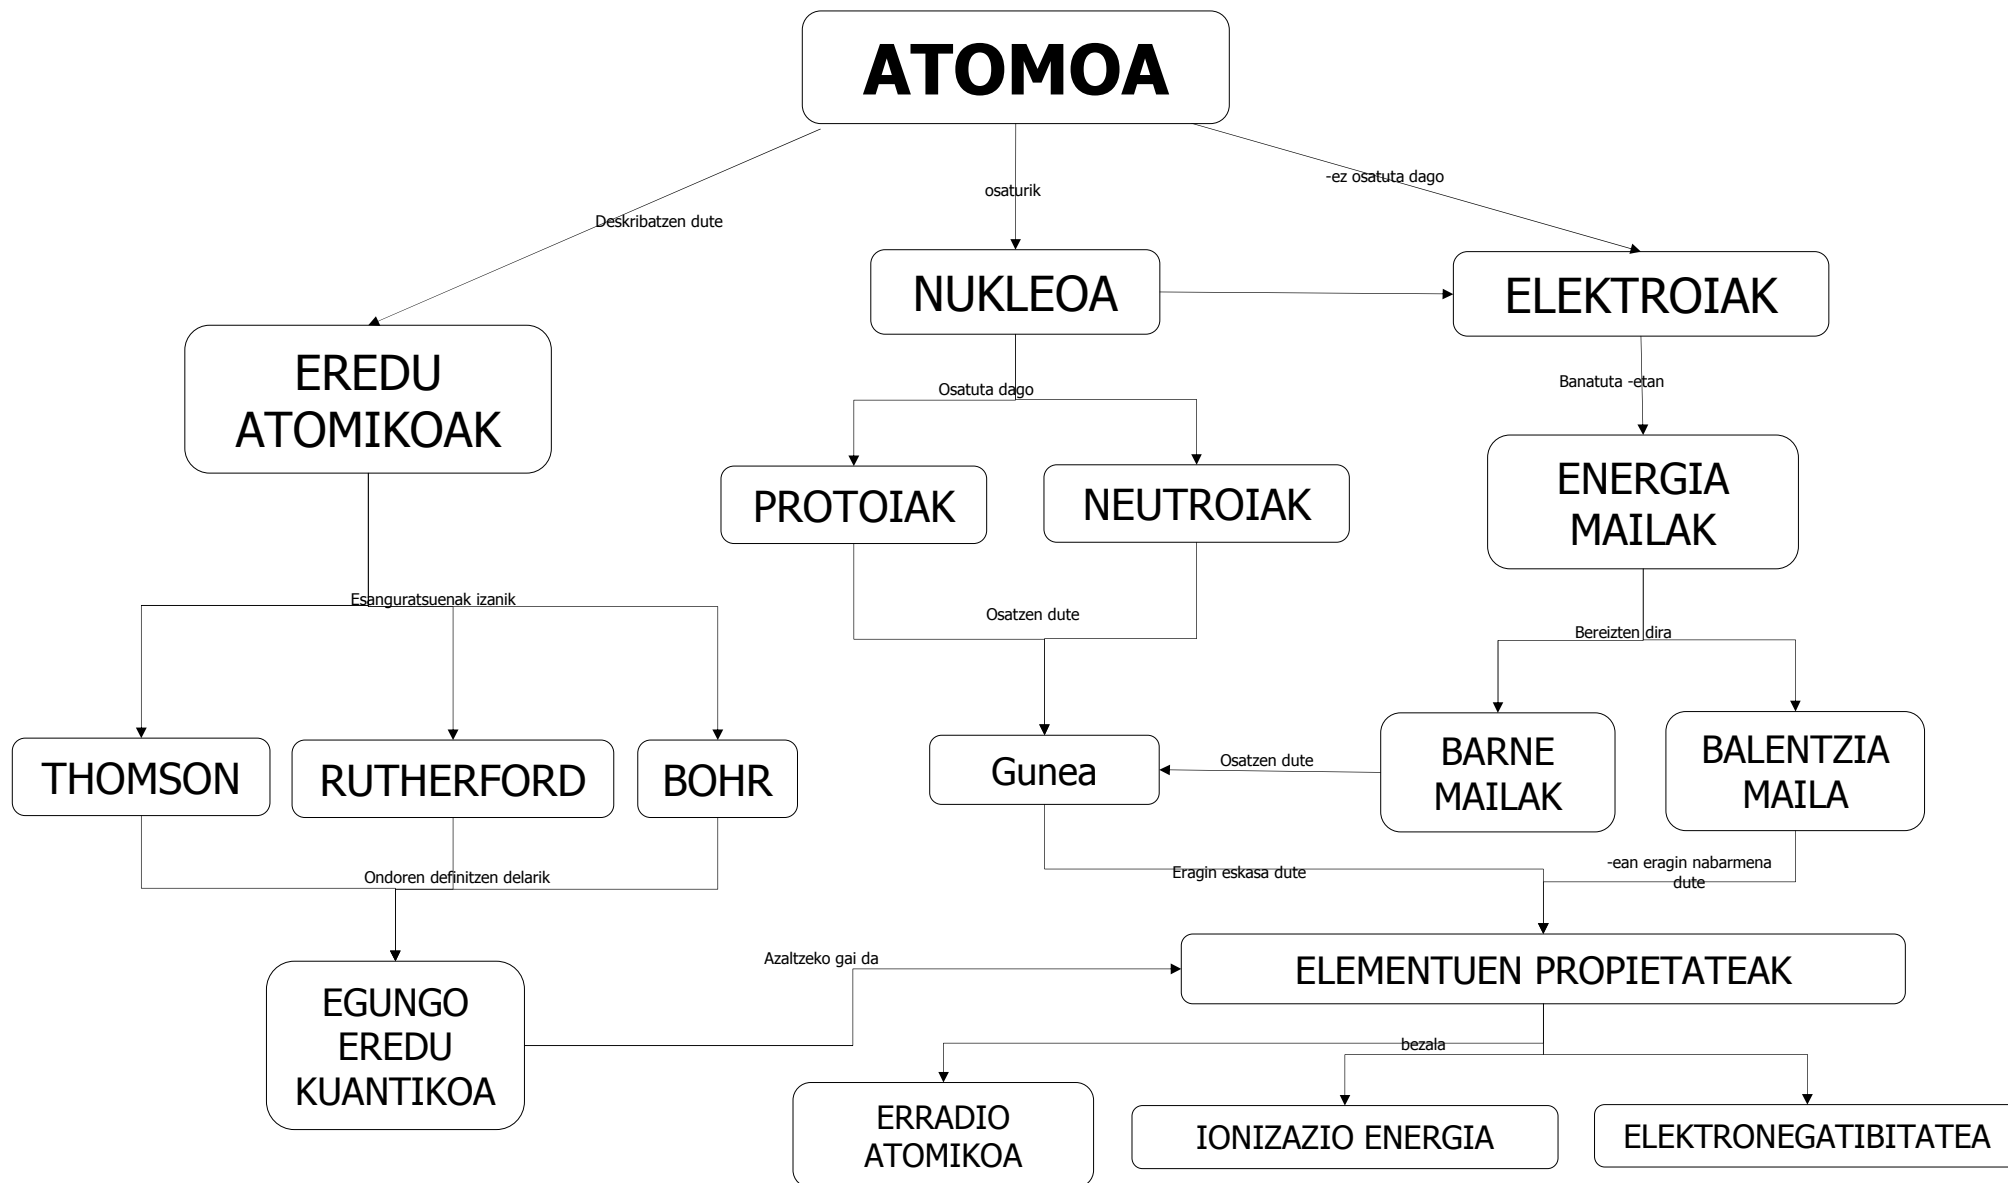 ATOMOA
-ez osatuta dago
osaturik
Deskribatzen dute
NUKLEOA
ELEKTROIAK
EREDU
ATOMIKOAK
Osatuta dago
Banatuta -etan
PROTOIAK
NEUTROIAK
ENERGIA
MAILAK
Esanguratsuenak izanik
Osatzen dute
Bereizten dira
THOMSON
RUTHERFORD
BOHR
Gunea
Osatzen dute
BARNE
MAILAK
BALENTZIA
MAILA
Ondoren definitzen delarik
Eragin eskasa dute
-ean eragin nabarmena
dute
Azaltzeko gai da
ELEMENTUEN PROPIETATEAK
EGUNGO
EREDU
KUANTIKOA
bezala
ERRADIO
ATOMIKOA
IONIZAZIO ENERGIA
ELEKTRONEGATIBITATEA